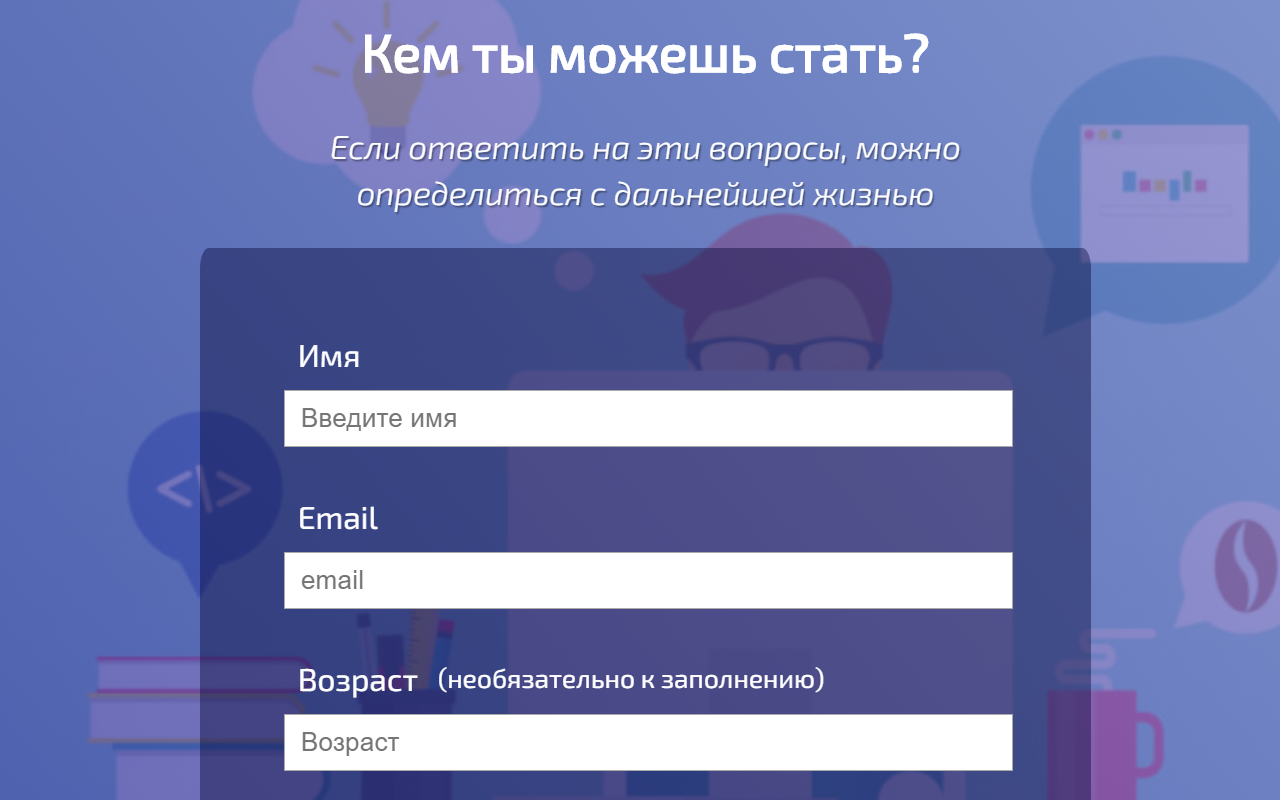 Кем ты можешь стать?
Если ответить на эти вопросы, можно
определиться с дальнейшей жизнью
Имя
Введите имя
</>
Email
email
Возраст (необязательно к заполнению)
Возраст